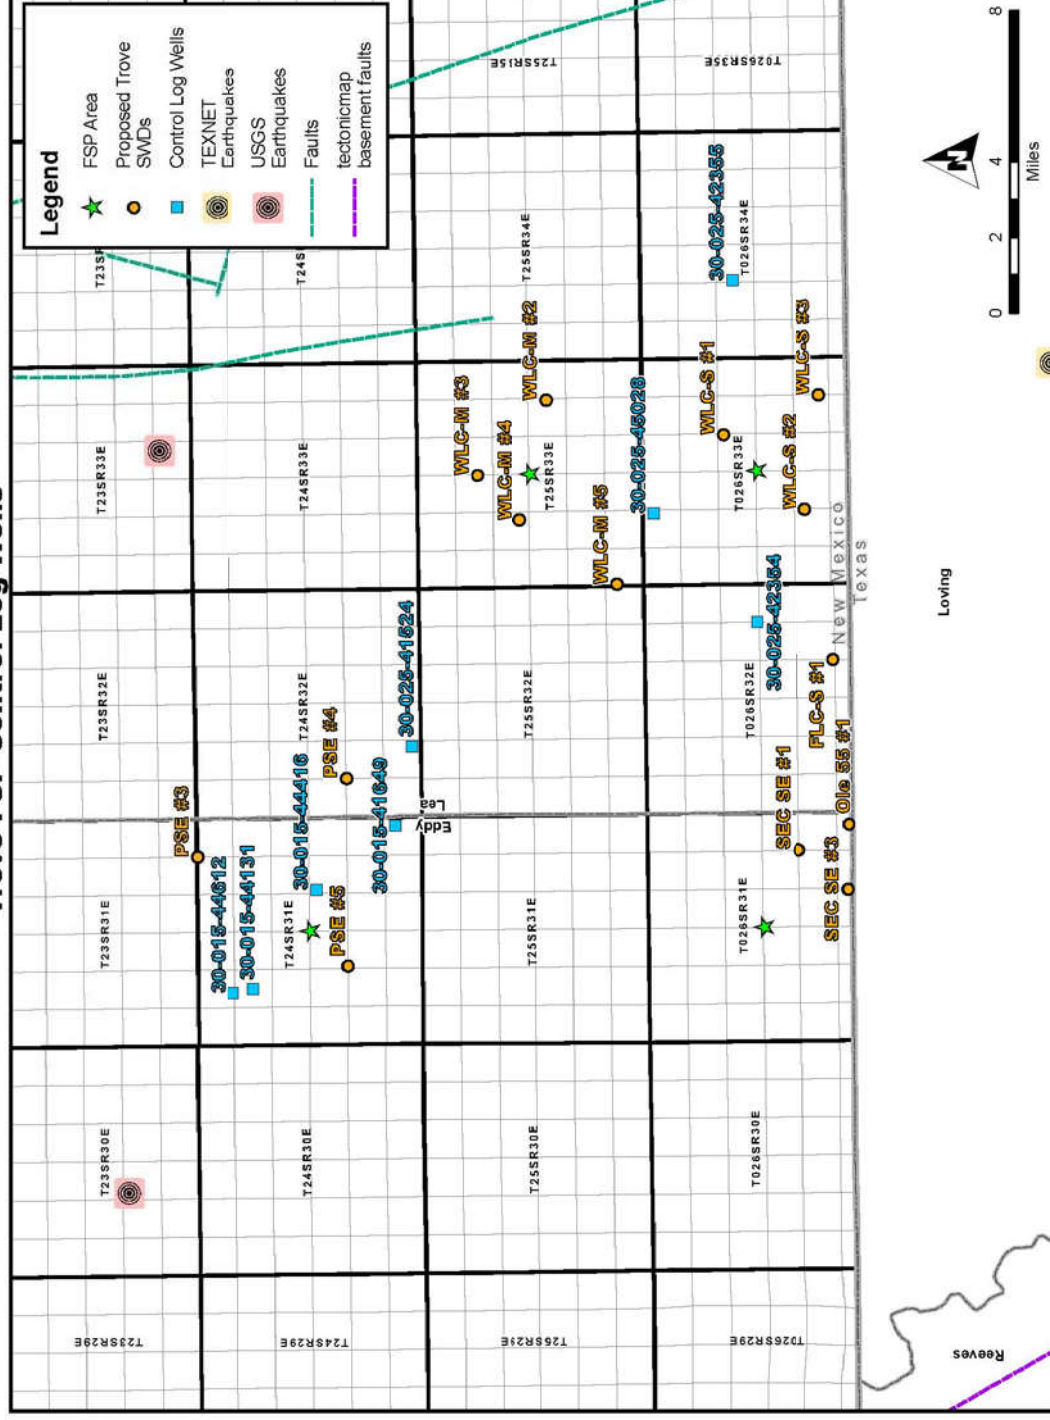 Legend
FSP Area
Proposed Trove
SWDs
Control Log Wells
TEXNET
Earthquakes
USGS
Earthquakes
Faults
tectonicmap
basement faults
T23SR29E
T23SR30E
T23SR31E
T23SR32E
T23SR33E
T24SR29E
T24SR30E
T24SR31E
T24SR32E
T24SR33E
T25SR30E
T25SR31E
T25SR32E
T25SR33E
T25SR34E
T026SR29E
T026SR30E
T026SR31E
T026SR32E
T026SR33E
T026SR34E
T026SR35E
PSE #3
30-015-44612
30-015-44131
30-015-44416
PSE #5
PSE #4
30-015-41649
30-025-41524
Eddy
Lea
WLC-M #3
WLC-M #4
WLC-M #2
WLC-M #5
30-025-45028
30-025-42355
WLC-S #1
WLC-S #2
WLC-S #3
30-025-42354
FLC-S #1
SEC SE #1
Ole 55 #1
SEC SE #3
New Mexico
Texas
Loving
Reeves
N
0 2 4 8
Miles